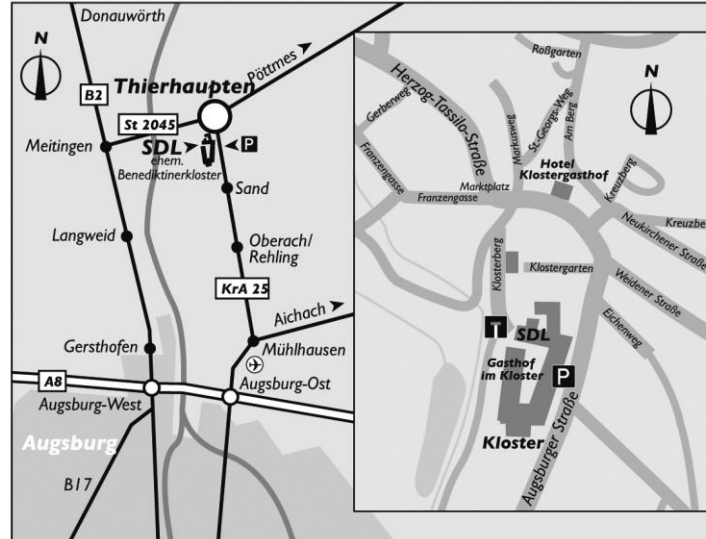 Donauwörth
N
B2
Pöttmes
Thierhaupten
St 2045
Meitingen
SDL
P
ehem.
Benediktinerkloster
Sand
Langweid
Oberach/
Rehling
KrA 25
Aichach
Gersthofen
Mühlhausen
A8
Augsburg-West
Augsburg-Ost
Augsburg
B17
Roßgarten
N
Herzog-Tassilo-Straße
Gerberweg
Markusweg
St-Georgs-Weg
Am Berg
Franzengasse
Hotel
Klostergasthof
Marktplatz
Franzengasse
Kreuzberg
Kreuzberg
Neukirchener Straße
Klosterberg
Klostergarten
Weidener Straße
Eichenweg
T
SDL
Gasthof
im Kloster
P
Kloster
Augsburger Straße